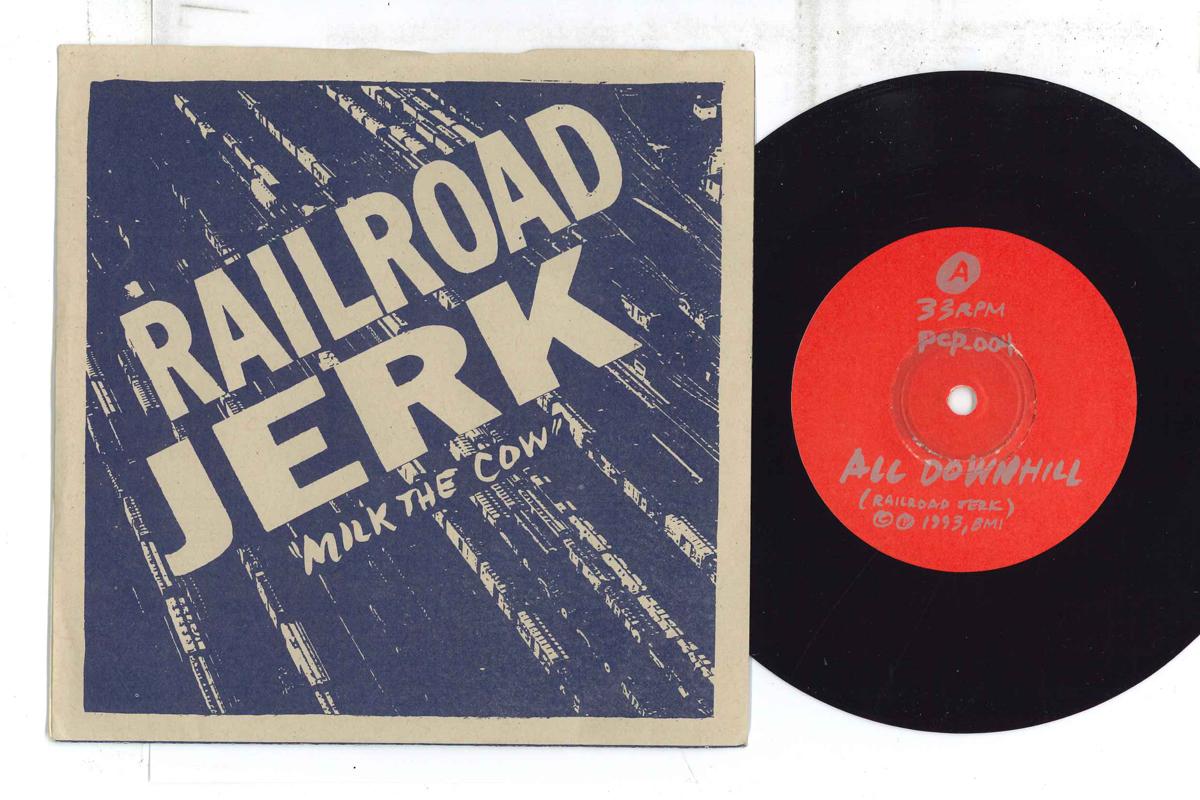 RAILROAD
JERK
"MILK THE COW"
A
33RPM
PCP-004
ALL DOWNHILL
(RAILROAD JERK)
© ℗ 1993, BMI